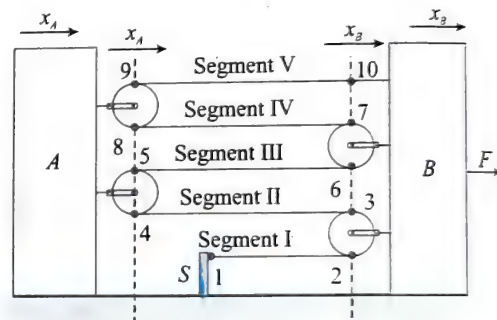 x_A x_A x_B x_B
9 Segment V 10
Segment IV 7
8 5 Segment III 6
A B F
Segment II 3
4 Segment I
S 1 2